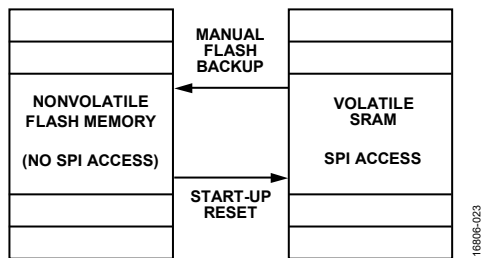 MANUAL
FLASH
BACKUP
NONVOLATILE
FLASH MEMORY
(NO SPI ACCESS)
VOLATILE
SRAM
SPI ACCESS
START-UP
RESET
16806-023